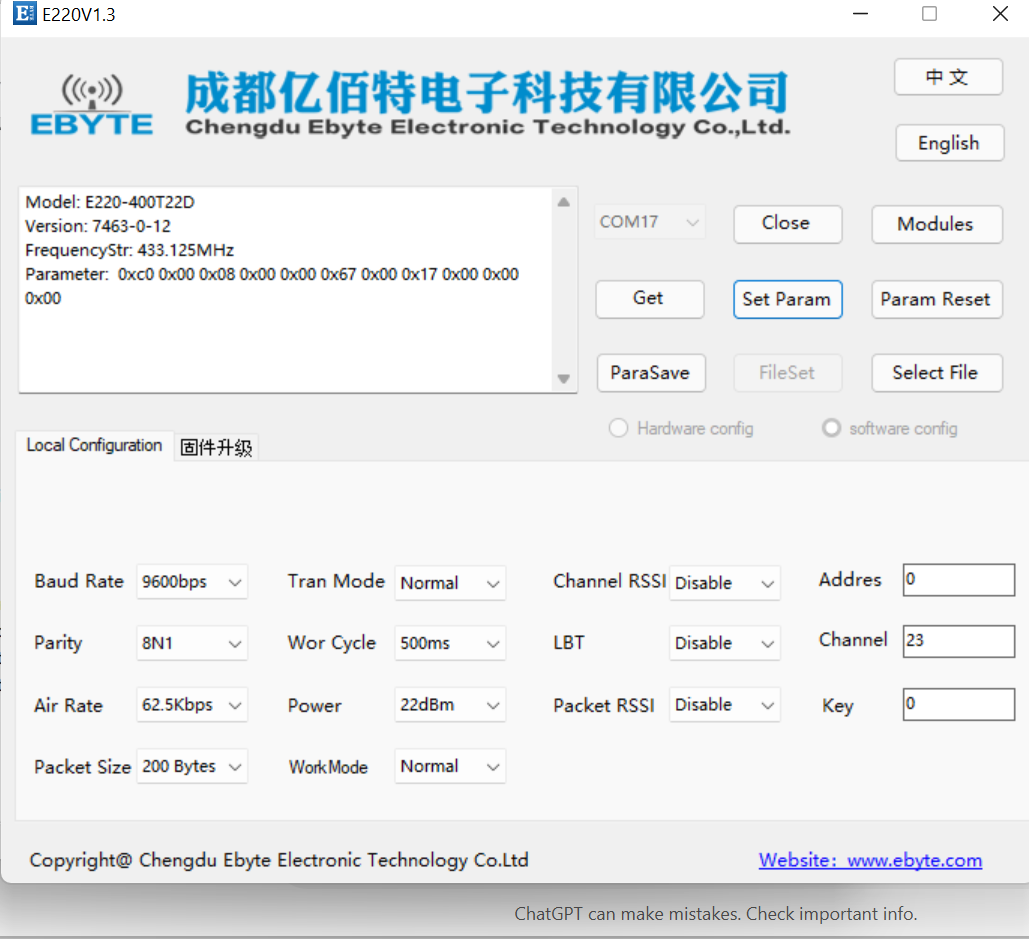 E220V1.3
EBYTE
成都亿佰特电子科技有限公司
Chengdu Ebyte Electronic Technology Co.,Ltd.
中 文
English
Model: E220-400T22D
Version: 7463-0-12
FrequencyStr: 433.125MHz
Parameter:  0xc0 0x00 0x08 0x00 0x00 0x67 0x00 0x17 0x00 0x00
0x00
COM17 Close Modules
Get Set Param Param Reset
ParaSave FileSet Select File
Hardware config software config
Local Configuration 固件升级
Baud Rate 9600bps Tran Mode Normal Channel RSSI Disable Addres 0
Parity 8N1 Wor Cycle 500ms LBT Disable Channel 23
Air Rate 62.5Kbps Power 22dBm Packet RSSI Disable Key 0
Packet Size 200 Bytes WorkMode Normal
Copyright@ Chengdu Ebyte Electronic Technology Co.Ltd Website: www.ebyte.com
ChatGPT can make mistakes. Check important info.